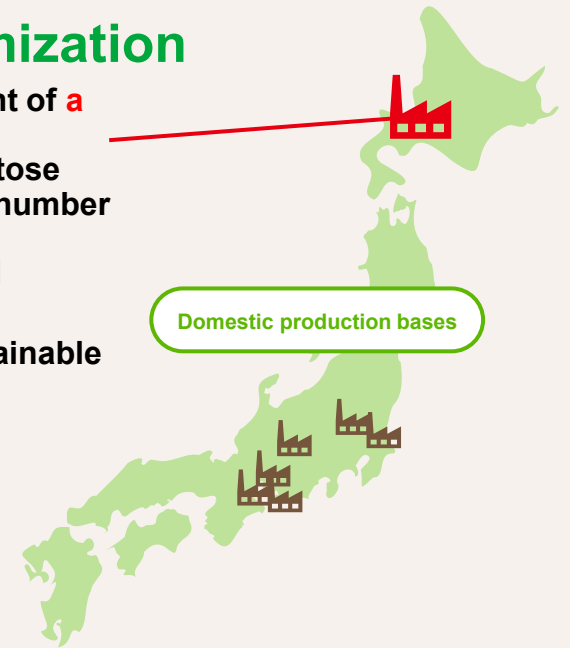 nization
nt of a
tose
number
Domestic production bases
ainable